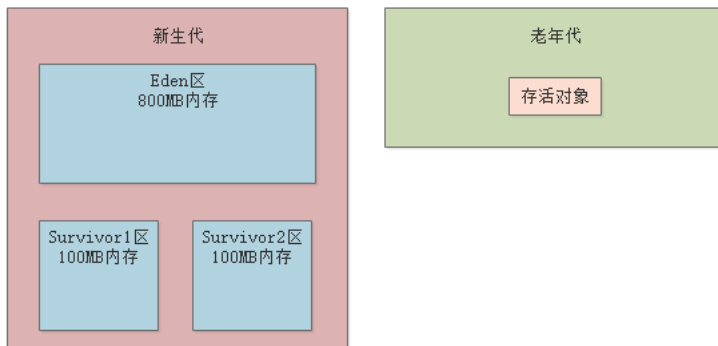 新生代
Eden区
800MB内存
Survivor1区
100MB内存
Survivor2区
100MB内存
老年代
存活对象